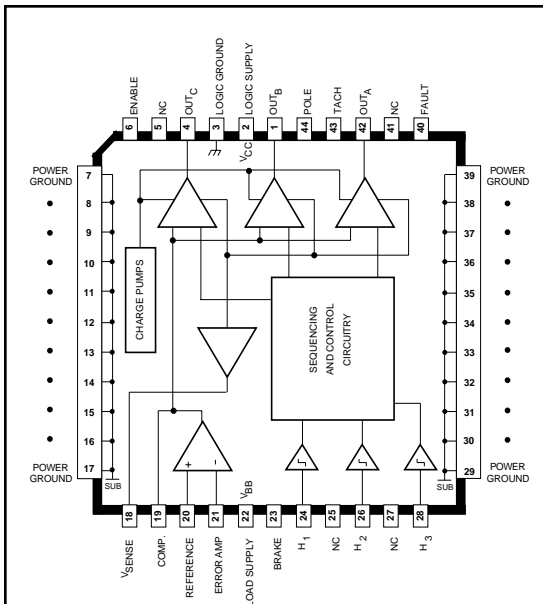 ENABLE
NC
OUTC
LOGIC GROUND
LOGIC SUPPLY
OUTB
POLE
TACH
OUTA
NC
FAULT
6
5
4
3
2
1
44
43
42
41
40
VCC
POWER
GROUND
7
8
9
10
11
12
13
14
15
16
17
POWER
GROUND
SUB
CHARGE PUMPS
SEQUENCING
AND CONTROL
CIRCUITRY
+
-
VBB
POWER
GROUND
39
38
37
36
35
34
33
32
31
30
29
POWER
GROUND
SUB
18
19
20
21
22
23
24
25
26
27
28
VSENSE
COMP.
REFERENCE
ERROR AMP
LOAD SUPPLY
BRAKE
H1
NC
H2
NC
H3